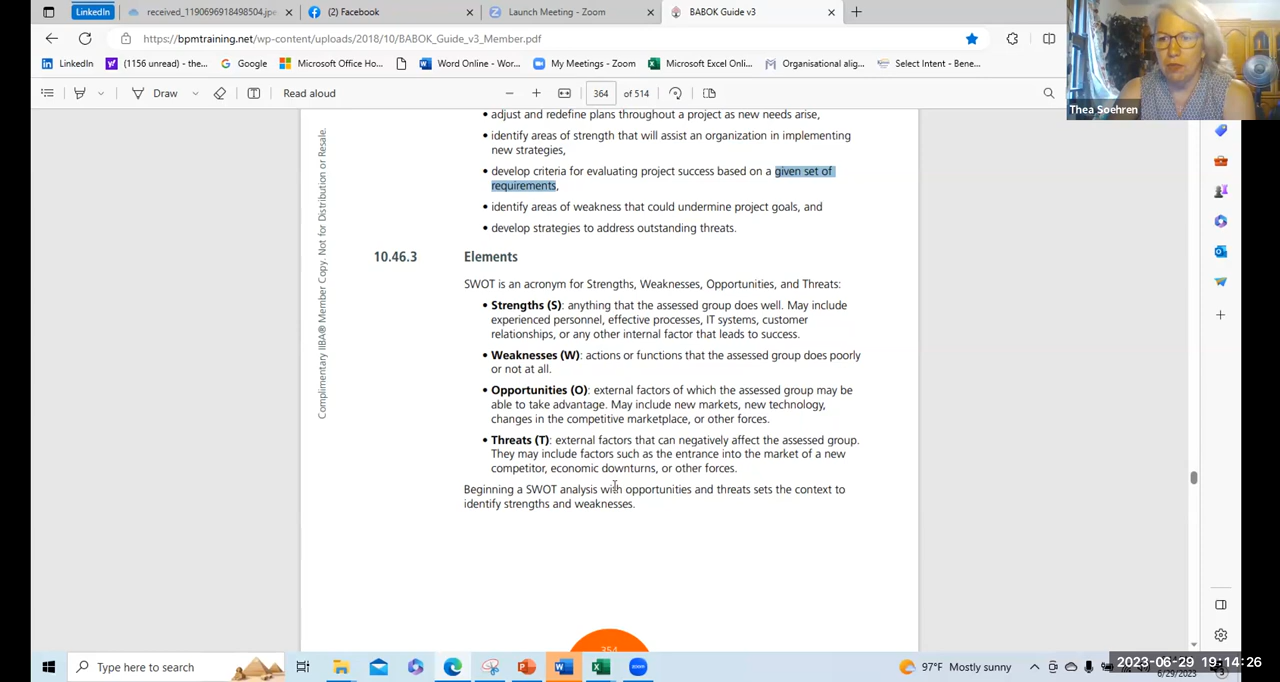 LinkedIn
received_1190696918498504.jpe
(2) Facebook
Launch Meeting - Zoom
BABOK Guide v3
https://bpmtraining.net/wp-content/uploads/2018/10/BABOK_Guide_v3_Member.pdf
LinkedIn
(1156 unread) - the...
Google
Microsoft Office Ho...
Word Online - Wor...
My Meetings - Zoom
Microsoft Excel Onli...
Organisational alig...
Select Intent - Bene...
Thea Soehren
Draw
Read aloud
364
of 514
Complimentary IIBA® Member Copy. Not for Distribution or Resale.
• adjust and redefine plans throughout a project as new needs arise,
• identify areas of strength that will assist an organization in implementing
new strategies,
• develop criteria for evaluating project success based on a given set of
requirements,
• identify areas of weakness that could undermine project goals, and
• develop strategies to address outstanding threats.
10.46.3 Elements
SWOT is an acronym for Strengths, Weaknesses, Opportunities, and Threats:
• Strengths (S): anything that the assessed group does well. May include
experienced personnel, effective processes, IT systems, customer
relationships, or any other internal factor that leads to success.
• Weaknesses (W): actions or functions that the assessed group does poorly
or not at all.
• Opportunities (O): external factors of which the assessed group may be
able to take advantage. May include new markets, new technology,
changes in the competitive marketplace, or other forces.
• Threats (T): external factors that can negatively affect the assessed group.
They may include factors such as the entrance into the market of a new
competitor, economic downturns, or other forces.
Beginning a SWOT analysis with opportunities and threats sets the context to
identify strengths and weaknesses.
354
Type here to search
97°F Mostly sunny
2023-06-29 19:14:26
6/29/2023